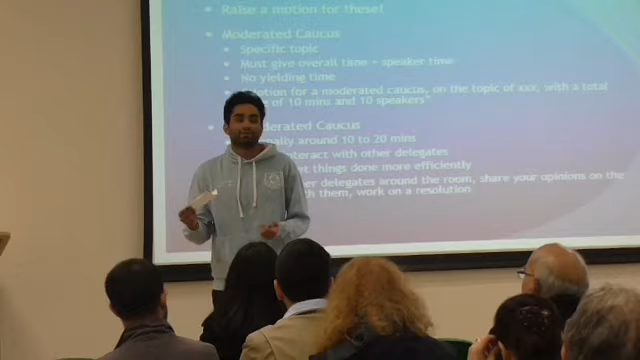 Raise a motion for these!
Moderated Caucus
Specific topic
Must give overall time + speaker time
No yielding time
otion for a moderated caucus, on the topic of xxx, with a total
e of 10 mins and 10 speakers"
derated Caucus
ally around 10 to 20 mins
nteract with other delegates
et things done more efficiently
er delegates around the room, share your opinions on the
th them, work on a resolution